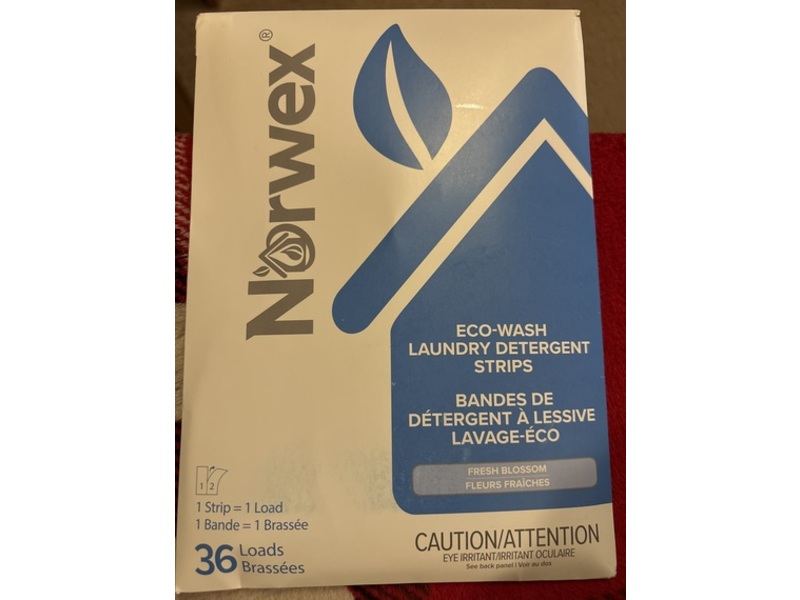 Norwex®
ECO-WASH
LAUNDRY DETERGENT
STRIPS
BANDES DE
DÉTERGENT À LESSIVE
LAVAGE-ÉCO
FRESH BLOSSOM
FLEURS FRAÎCHES
1 2
1 Strip = 1 Load
1 Bande = 1 Brassée
36 Loads
Brassées
CAUTION/ATTENTION
EYE IRRITANT/IRRITANT OCULAIRE
See back panel | Voir au dos